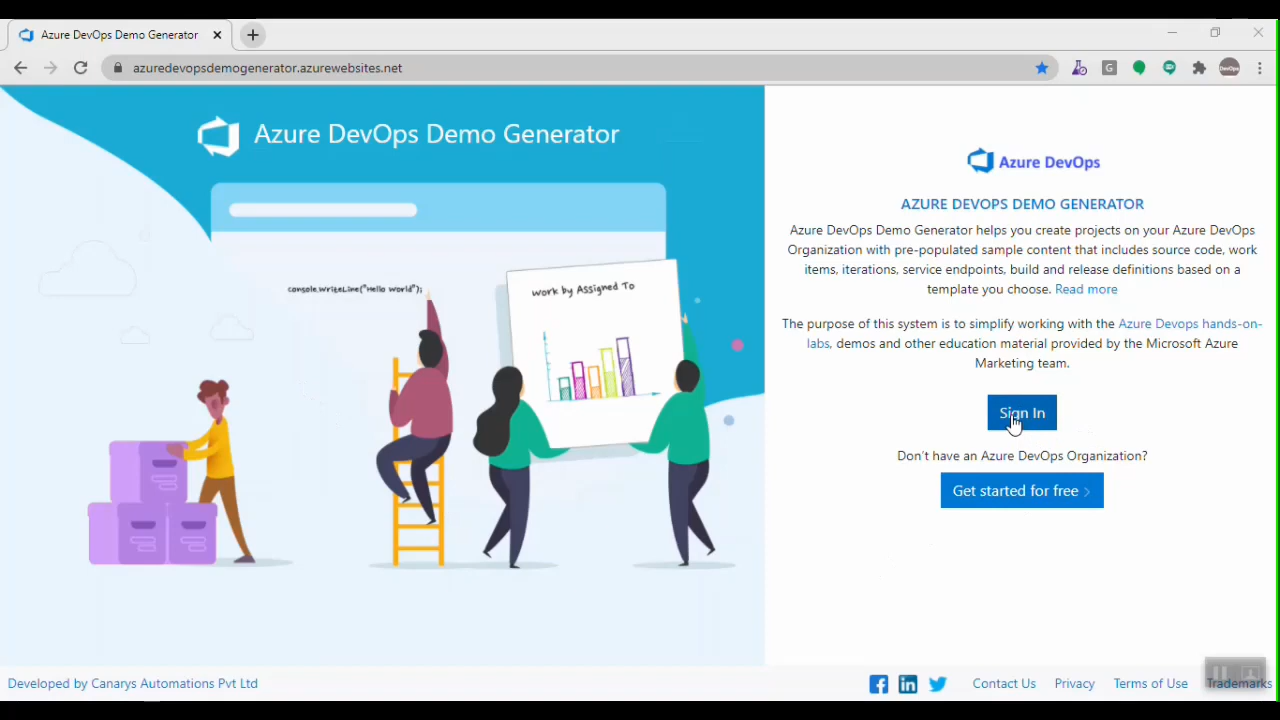 Azure DevOps Demo Generator
azuredevopsdemogenerator.azurewebsites.net
G
DevOps
Azure DevOps Demo Generator
console.WriteLine("Hello World");
Work by Assigned To
Azure DevOps
AZURE DEVOPS DEMO GENERATOR
Azure DevOps Demo Generator helps you create projects on your Azure DevOps
Organization with pre-populated sample content that includes source code, work
items, iterations, service endpoints, build and release definitions based on a
template you choose. Read more
The purpose of this system is to simplify working with the Azure Devops hands-on-
labs, demos and other education material provided by the Microsoft Azure
Marketing team.
Sign In
Don't have an Azure DevOps Organization?
Get started for free
Developed by Canarys Automations Pvt Ltd
Contact Us
Privacy
Terms of Use
Trademarks